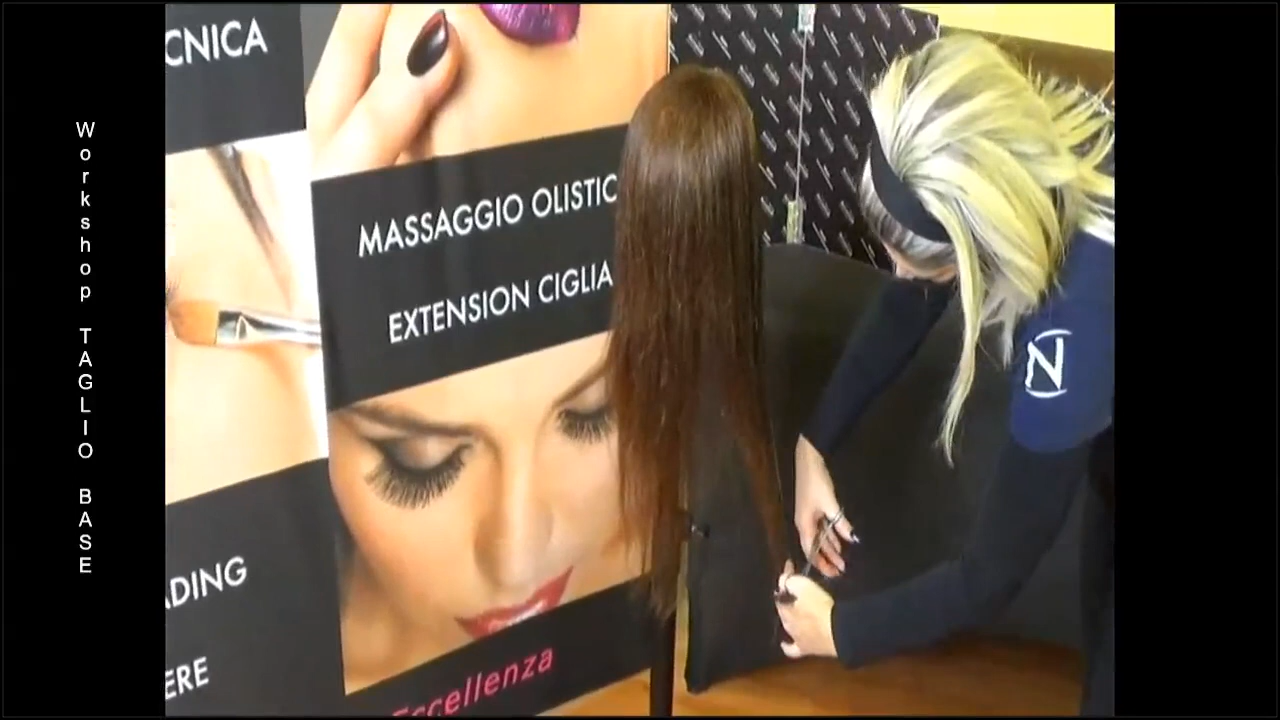 Workshop TAGLIO BASE
CNICA
MASSAGGIO OLISTIC
EXTENSION CIGLIA
ADING
ERE
Eccellenza
N